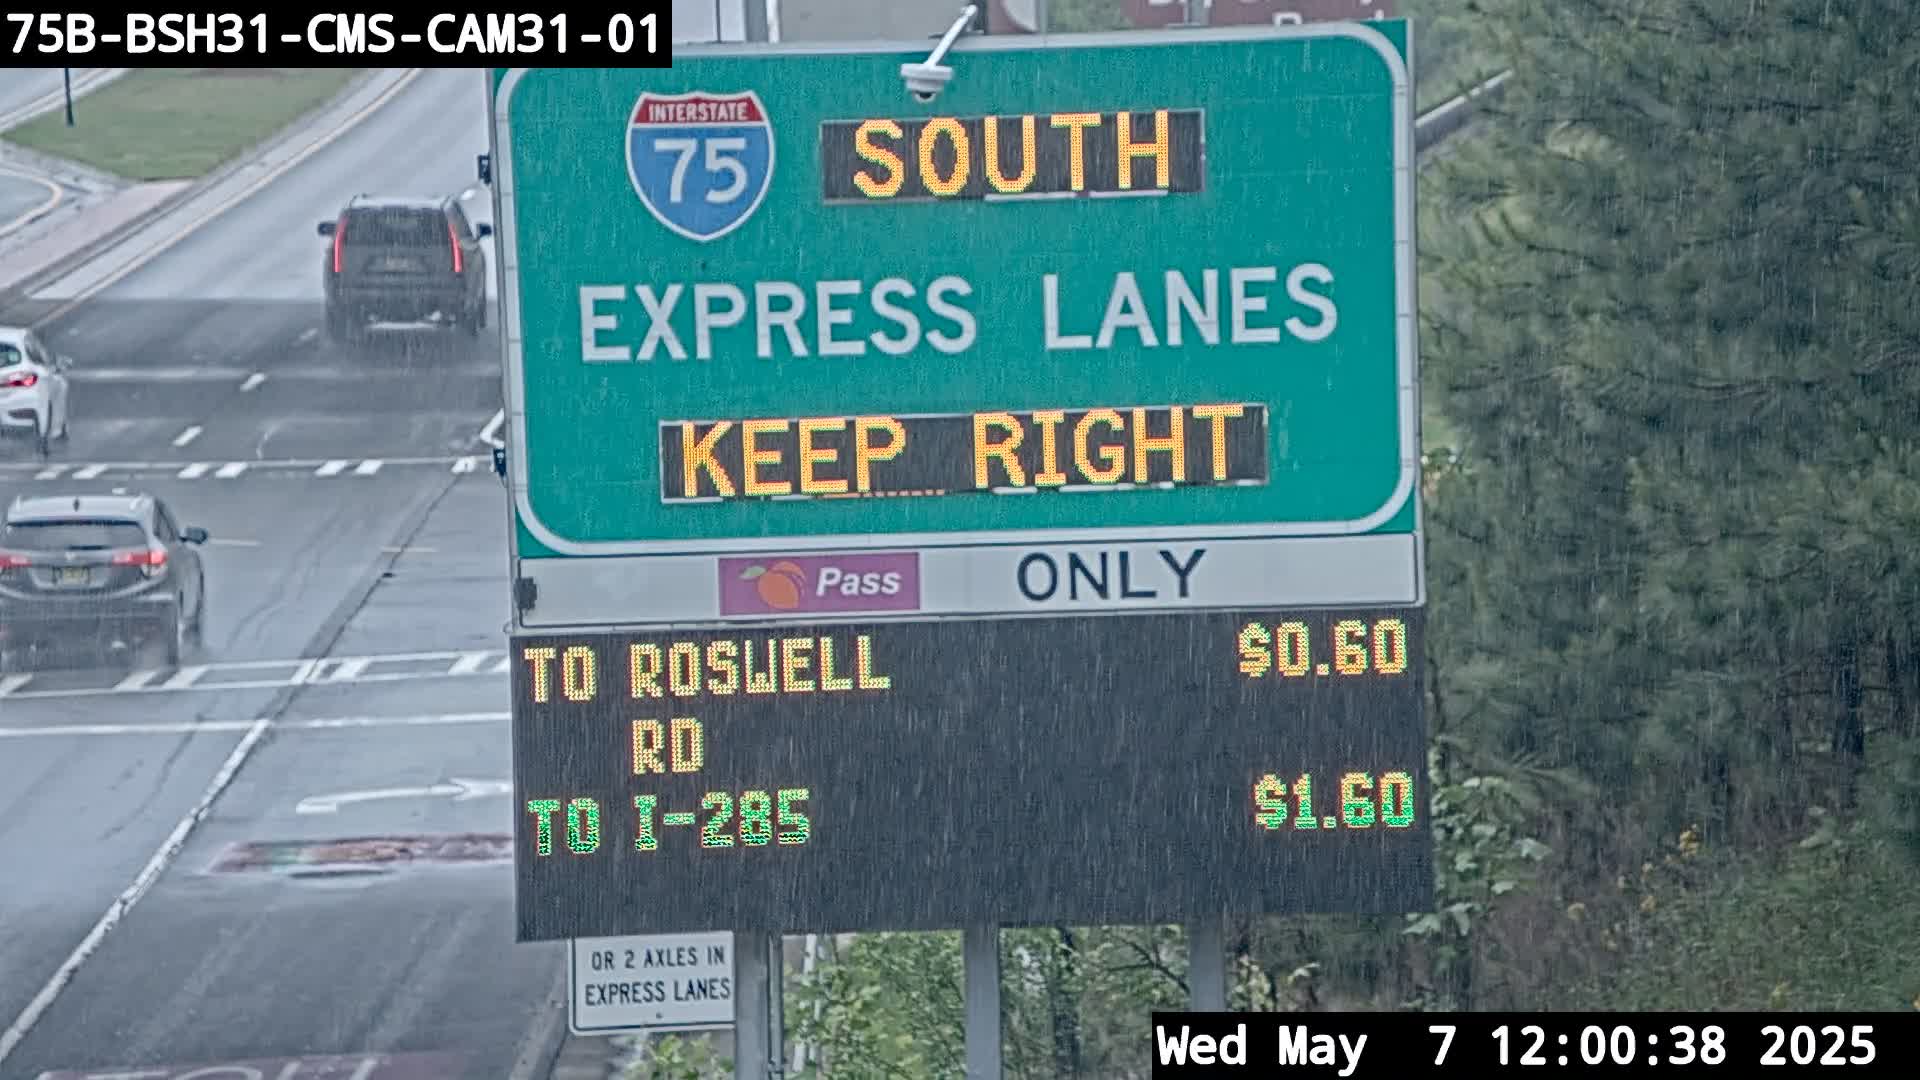 75B-BSH31-CMS-CAM31-01
INTERSTATE
75
SOUTH
EXPRESS LANES
KEEP RIGHT
Pass
ONLY
TO ROSWELL $0.60
RD
TO I-285 $1.60
OR 2 AXLES IN
EXPRESS LANES
Wed May 7 12:00:38 2025